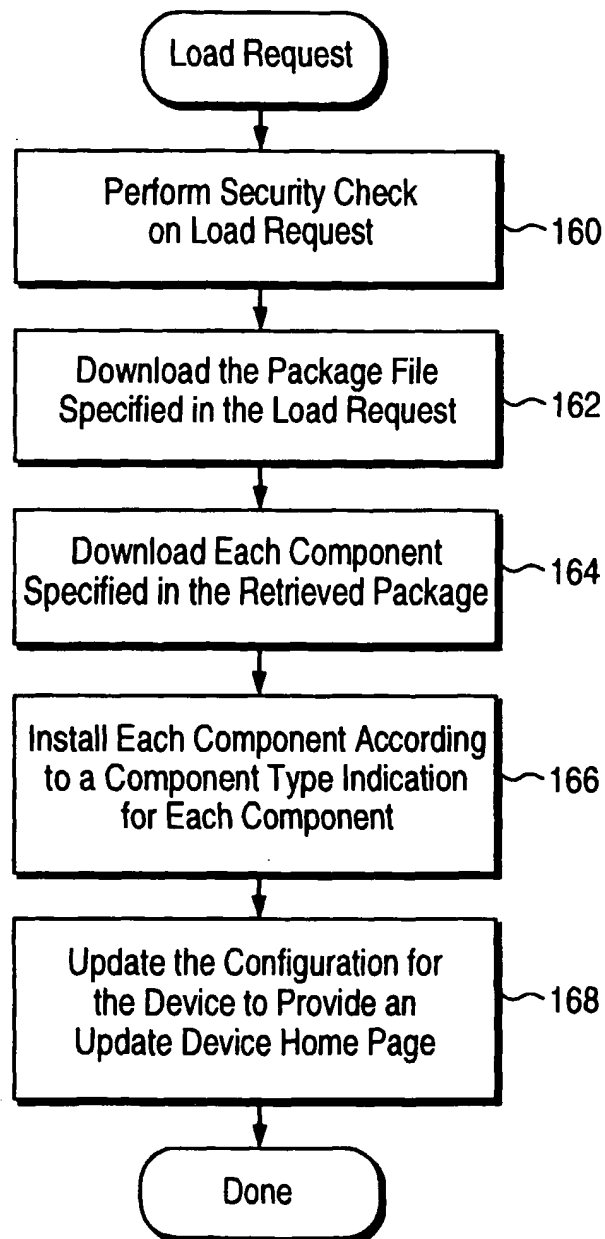 Load Request
Perform Security Check
on Load Request
160
Download the Package File
Specified in the Load Request
162
Download Each Component
Specified in the Retrieved Package
164
Install Each Component According
to a Component Type Indication
for Each Component
166
Update the Configuration for
the Device to Provide an
Update Device Home Page
168
Done